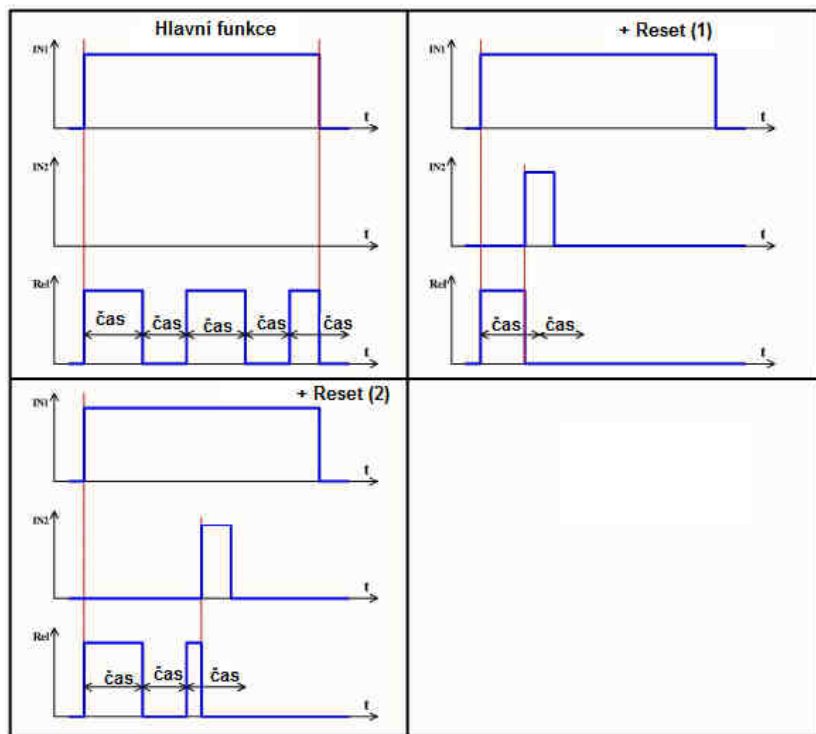 Hlavní funkce
IN1
t
IN2
t
Rel
čas
čas
čas
čas
čas
t
+ Reset (1)
IN1
t
IN2
t
Rel
čas
čas
t
+ Reset (2)
IN1
t
IN2
t
Rel
čas
čas
čas
t